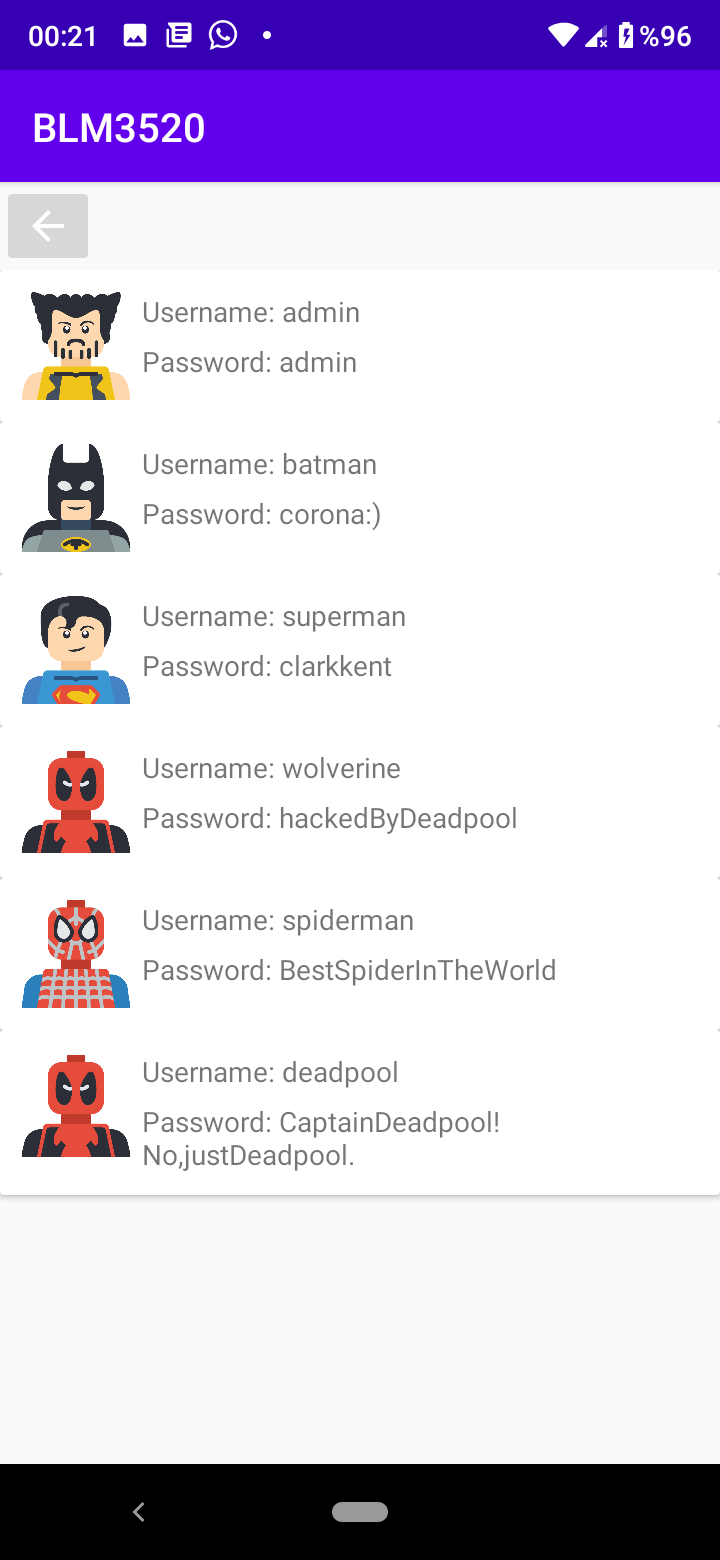 00:21 %96
BLM3520
Username: admin
Password: admin
Username: batman
Password: corona:)
Username: superman
Password: clarkkent
Username: wolverine
Password: hackedByDeadpool
Username: spiderman
Password: BestSpiderInTheWorld
Username: deadpool
Password: CaptainDeadpool!
No,justDeadpool.